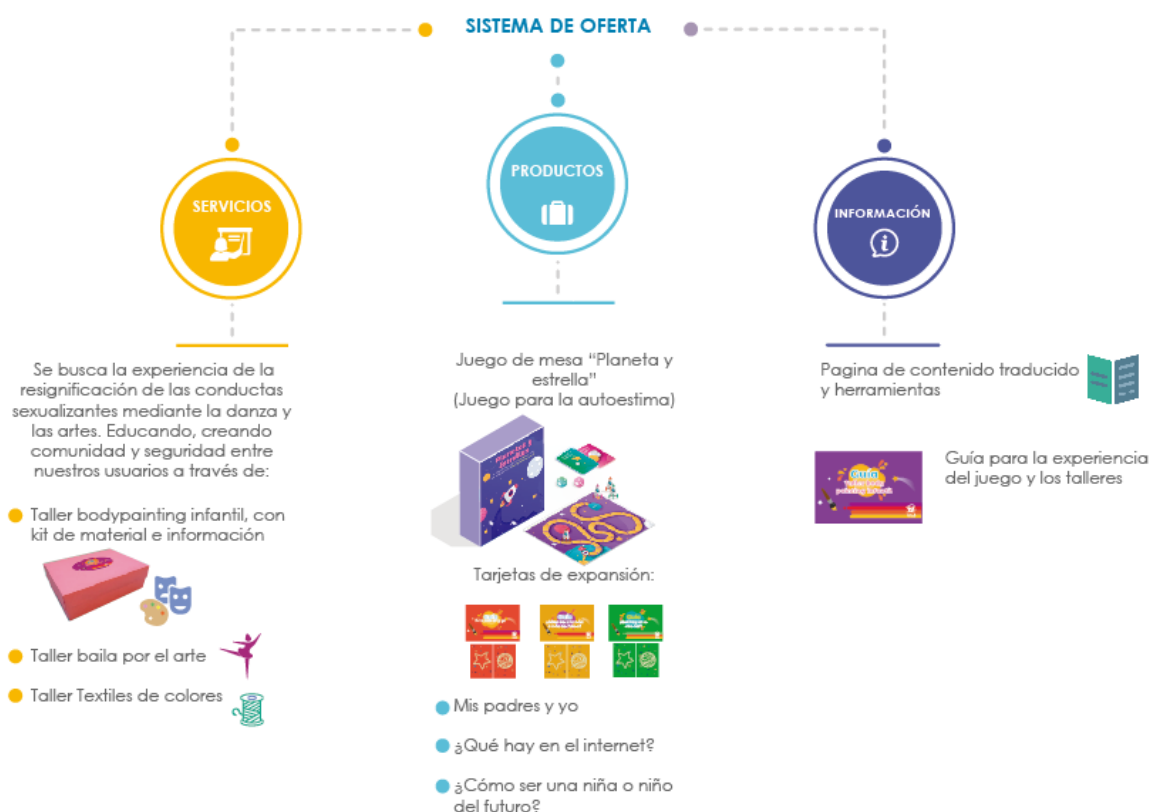 SISTEMA DE OFERTA
SERVICIOS
Se busca la experiencia de la
resignificación de las conductas
sexualizantes mediante la danza y
las artes. Educando, creando
comunidad y seguridad entre
nuestros usuarios a través de:
Taller bodypainting infantil, con
kit de material e información
Taller baila por el arte
Taller Textiles de colores
PRODUCTOS
Juego de mesa “Planeta y
estrella”
(Juego para la autoestima)
Tarjetas de expansión:
Guía
Guía
Guía
Mis padres y yo
¿Qué hay en el internet?
¿Cómo ser una niña o niño
del futuro?
INFORMACIÓN
Pagina de contenido traducido
y herramientas
Guía
Guía para la experiencia
del juego y los talleres